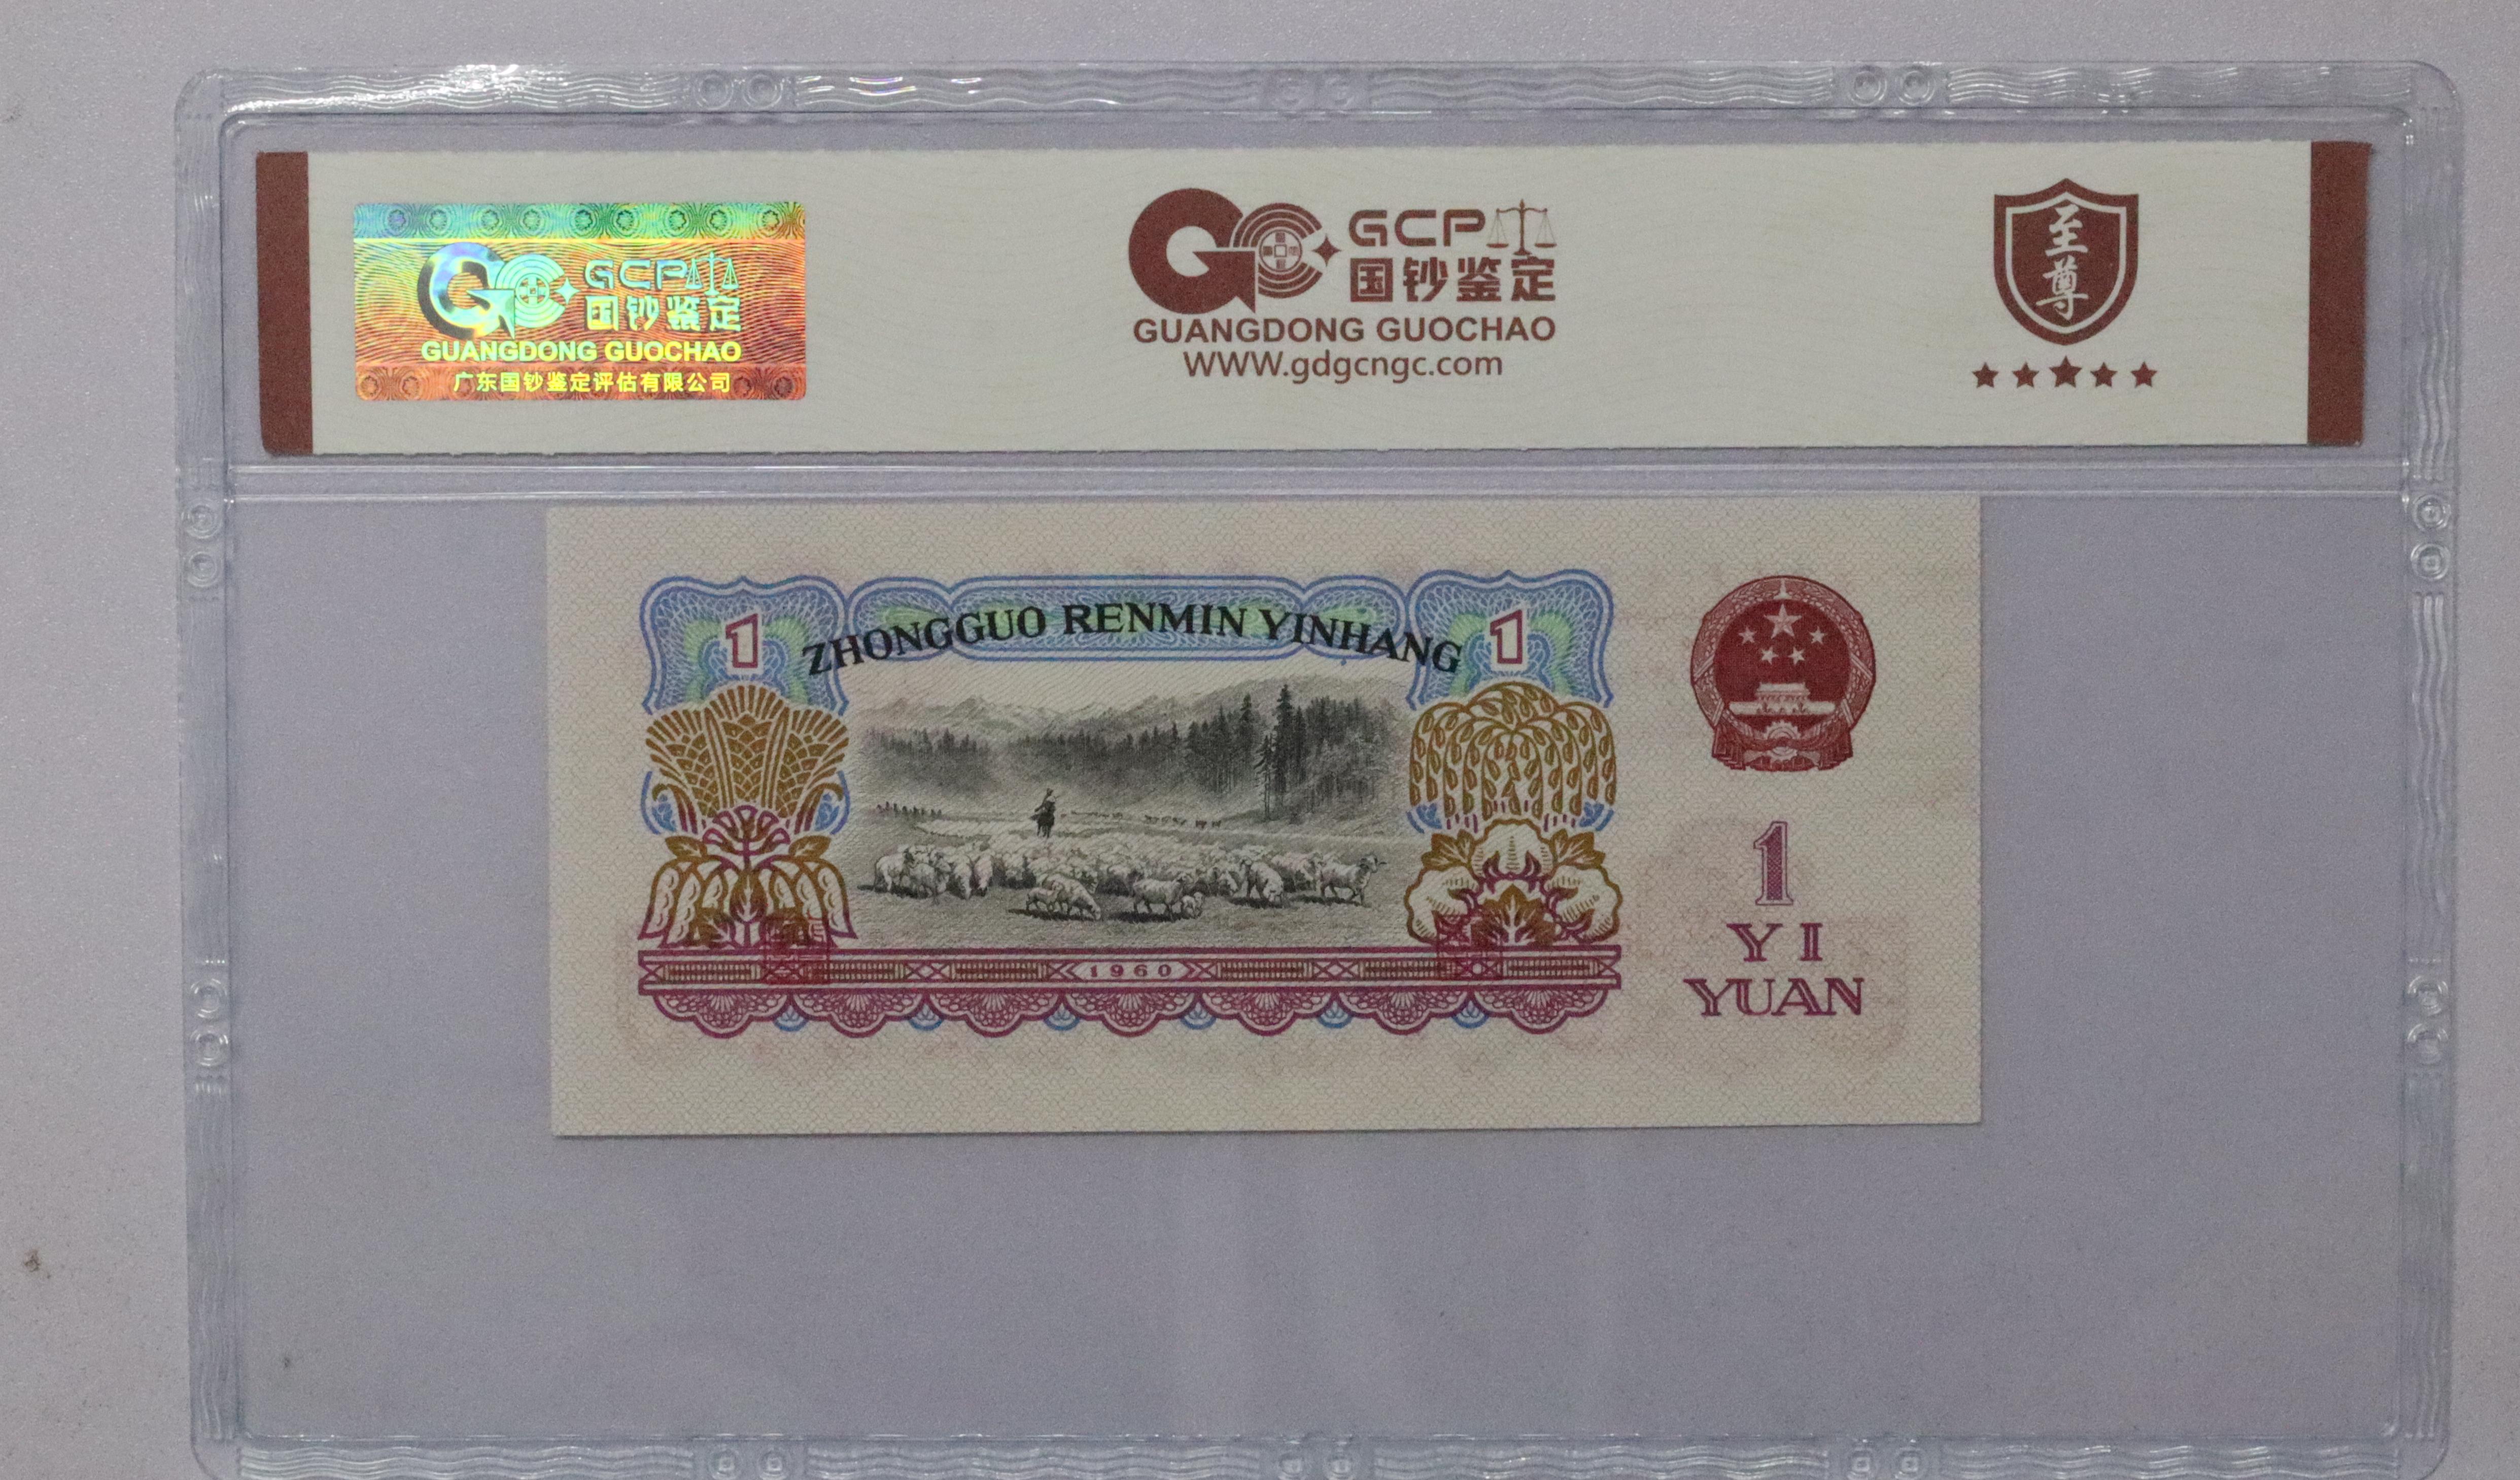 GCP
国钞鉴定
GUANGDONG GUOCHAO
广东国钞鉴定评估有限公司
GCP
国钞鉴定
GUANGDONG GUOCHAO
WWW.gdgcngc.com
至尊
1 ZHONGGUO RENMIN YINHANG 1
1960
1
YI
YUAN